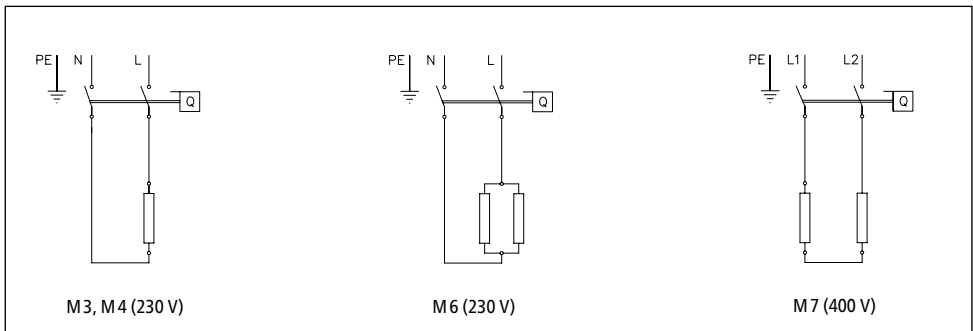 PE N L
Q
M3, M4 (230 V)
PE N L
Q
M6 (230 V)
PE L1 L2
Q
M7 (400 V)